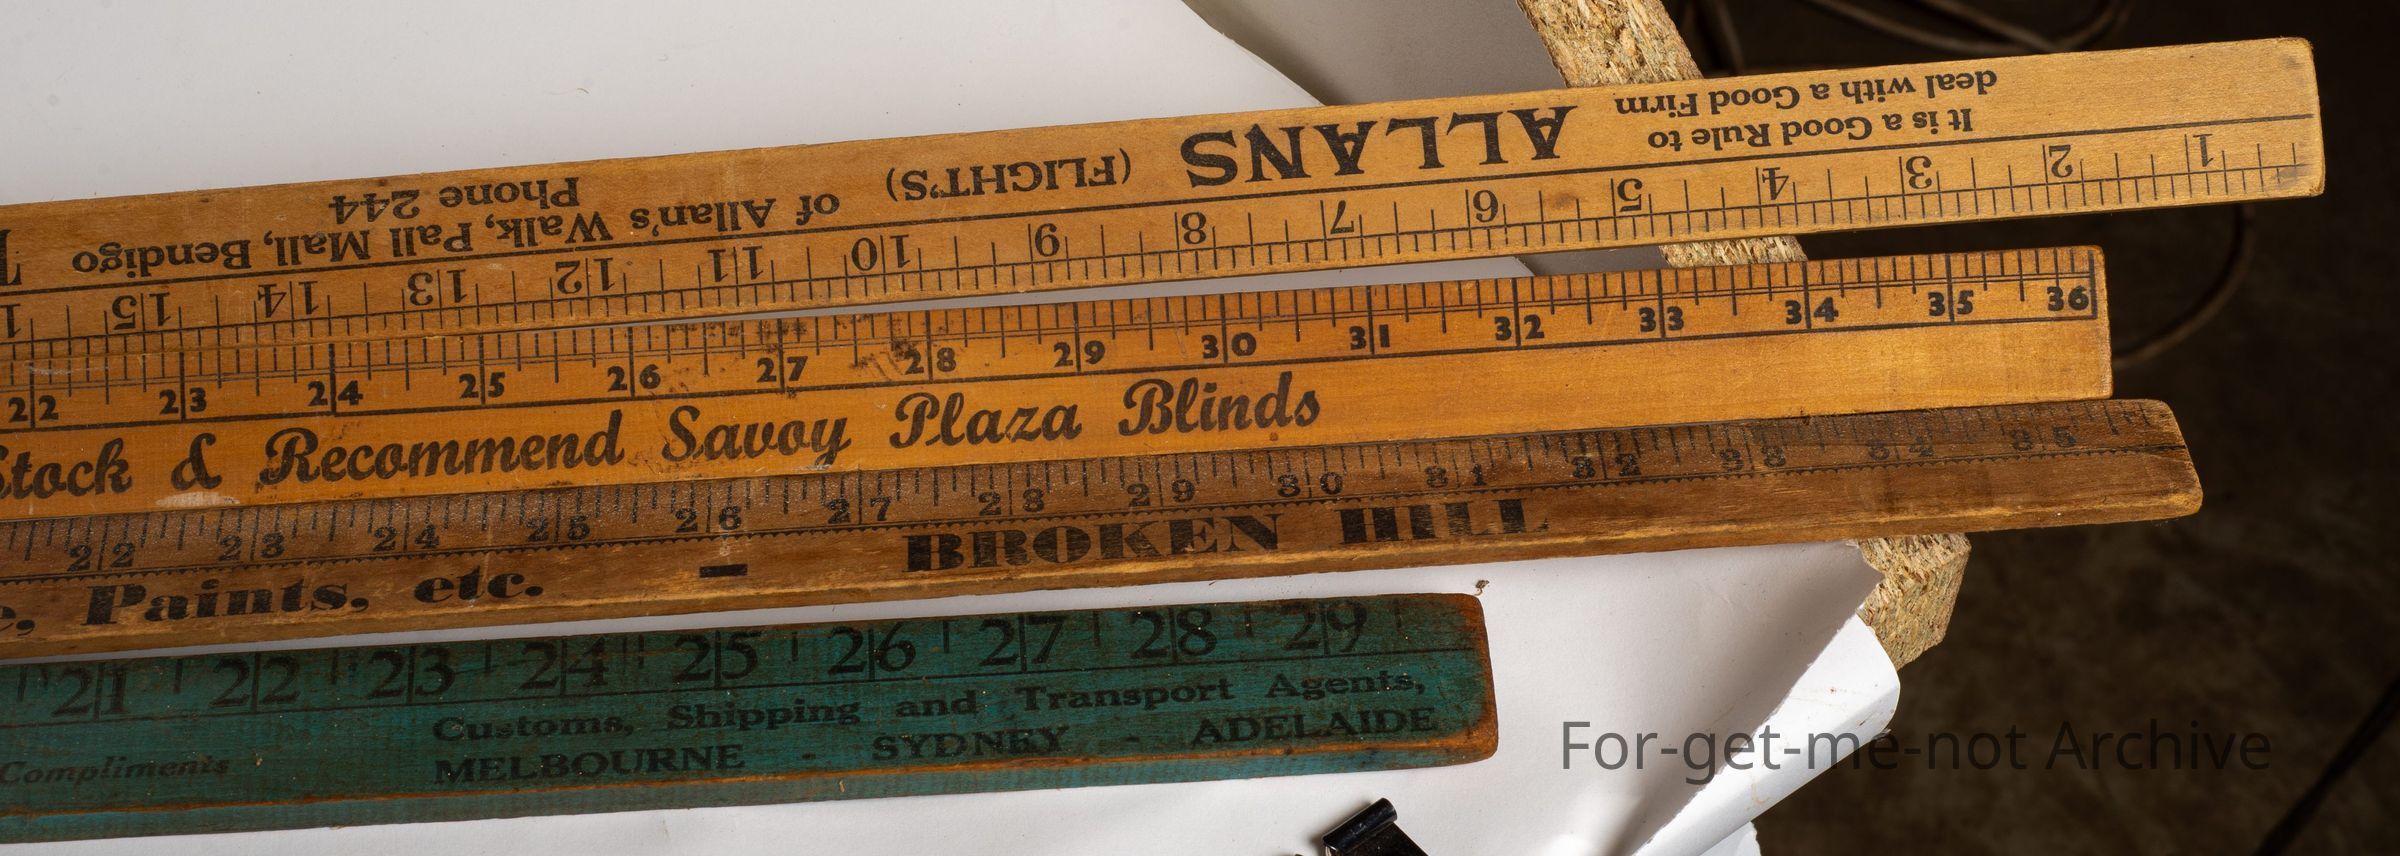 It is a Good Rule to
deal with a Good Firm
ALLANS
(FLIGHT'S)
of Allan's Walk, Pall Mall, Bendigo
Phone 244
1 2 3 4 5 6 7 8 9 10 11 12 13 14 15
22 23 24 25 26 27 28 29 30 31 32 33 34 35 36
Stock & Recommend Savoy Plaza Blinds
22 23 24 25 26 27 28 29 30 31 32 33 34 35
Paints, etc. - BROKEN HILL
21 22 23 24 25 26 27 28 29
Customs, Shipping and Transport Agents,
Compliments MELBOURNE - SYDNEY - ADELAIDE
For-get-me-not Archive